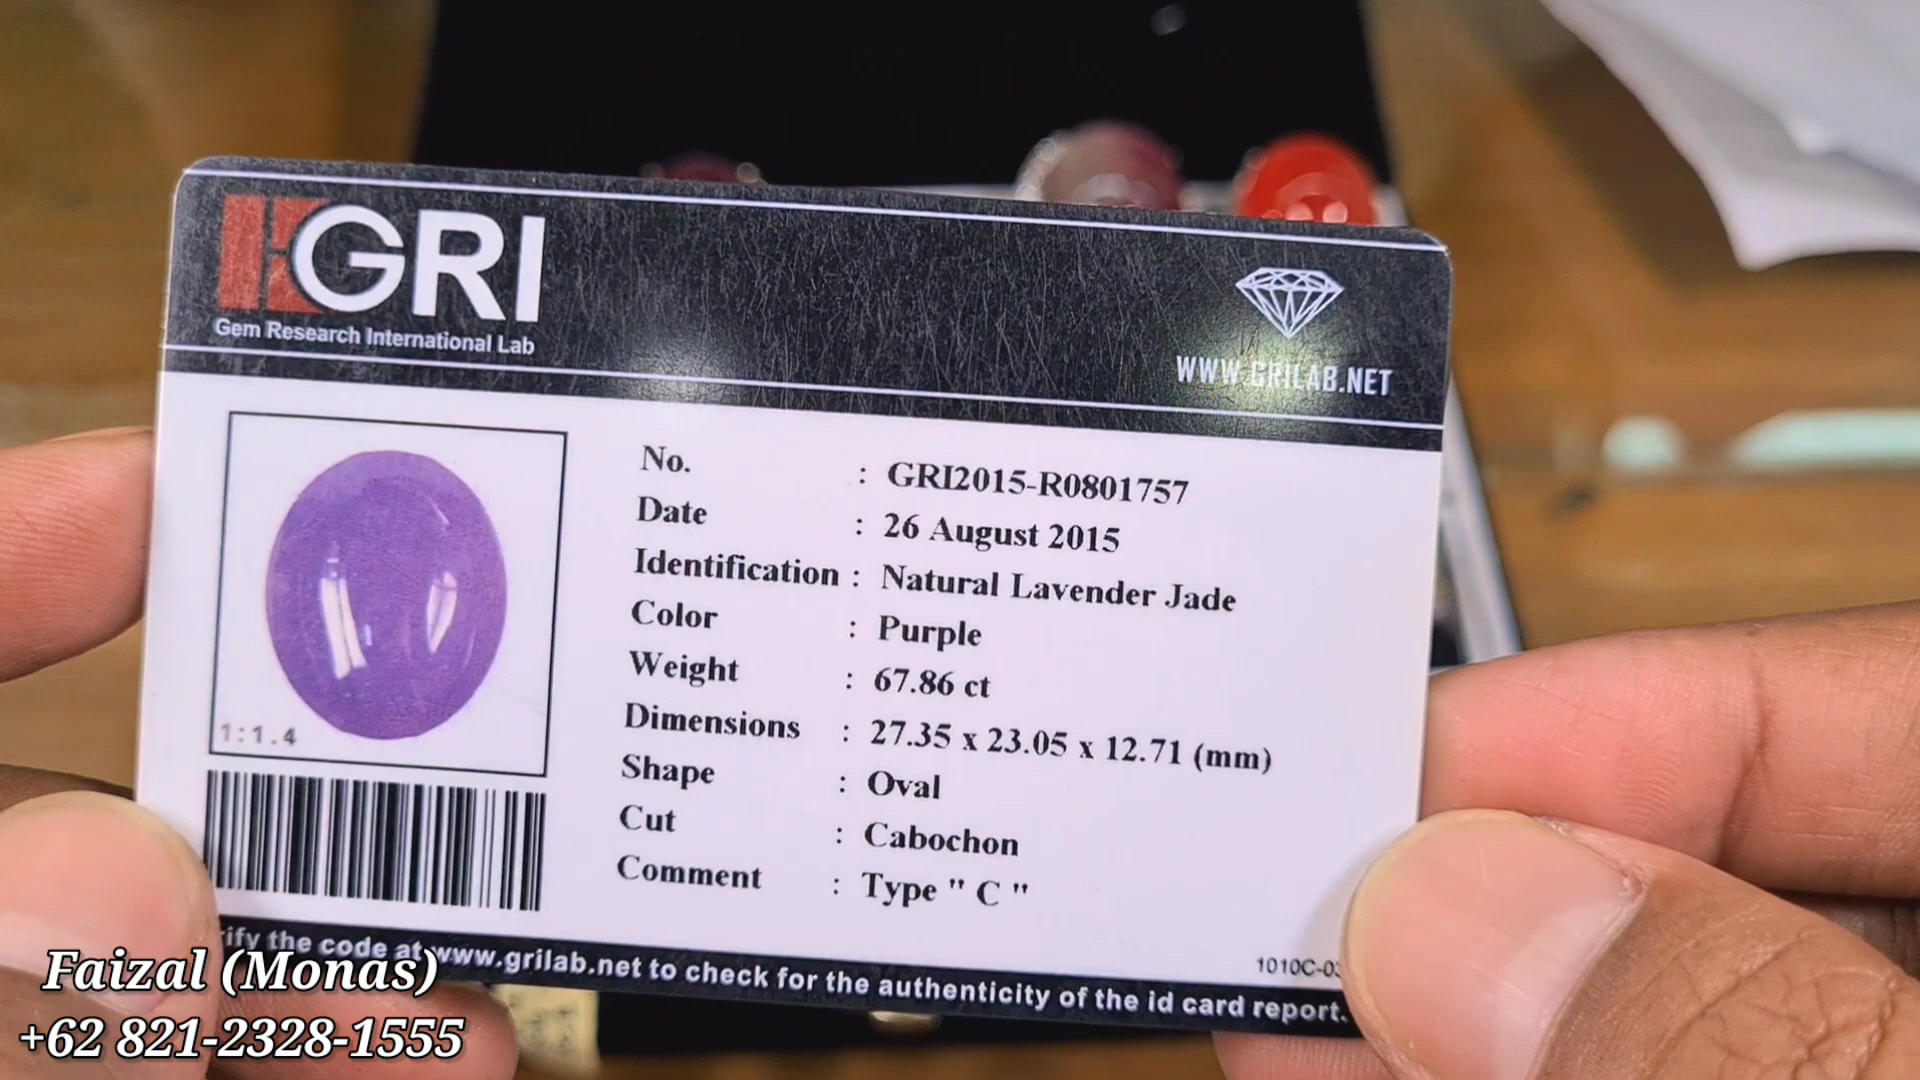 GRI
Gem Research International Lab
WWW.GRILAB.NET
No. : GRI2015-R0801757
Date : 26 August 2015
Identification : Natural Lavender Jade
Color : Purple
Weight : 67.86 ct
Dimensions : 27.35 x 23.05 x 12.71 (mm)
Shape : Oval
Cut : Cabochon
Comment : Type " C "
1:1.4
the code at www.grilab.net to check for the authenticity of the id card report.
Faizal (Monas)
+62 821-2328-1555